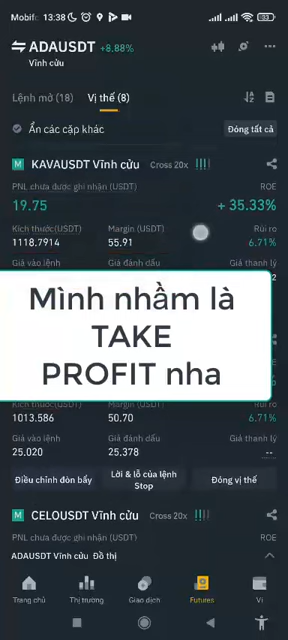 Mobifo 13:38
ADAUSDT +8.88%
Vĩnh cửu
Lệnh mở (18) Vị thế (8)
Ẩn các cặp khác Đóng tất cả
M KAVAUSDT Vĩnh cửu Cross 20x
PNL chưa được ghi nhận (USDT) ROE
19.75 + 35.33%
Kích thước(USDT) Margin (USDT) Rủi ro
1118.7914 55.91 6.71%
Giá vào lệnh Giá đánh dấu Giá thanh lý
Mình nhầm là
TAKE
PROFIT nha
Kích thước(USDT) Margin (USDT) Rủi ro
1013.586 50.70 6.71%
Giá vào lệnh Giá đánh dấu Giá thanh lý
25.020 25.378 --
Điều chỉnh đòn bẩy Lời & lỗ của lệnh Stop Đóng vị thế
M CELOUSDT Vĩnh cửu Cross 20x
PNL chưa được ghi nhận (USDT) ROE
ADAUSDT Vĩnh cửu Đồ thị
Trang chủ Thị trường Giao dịch Futures Ví